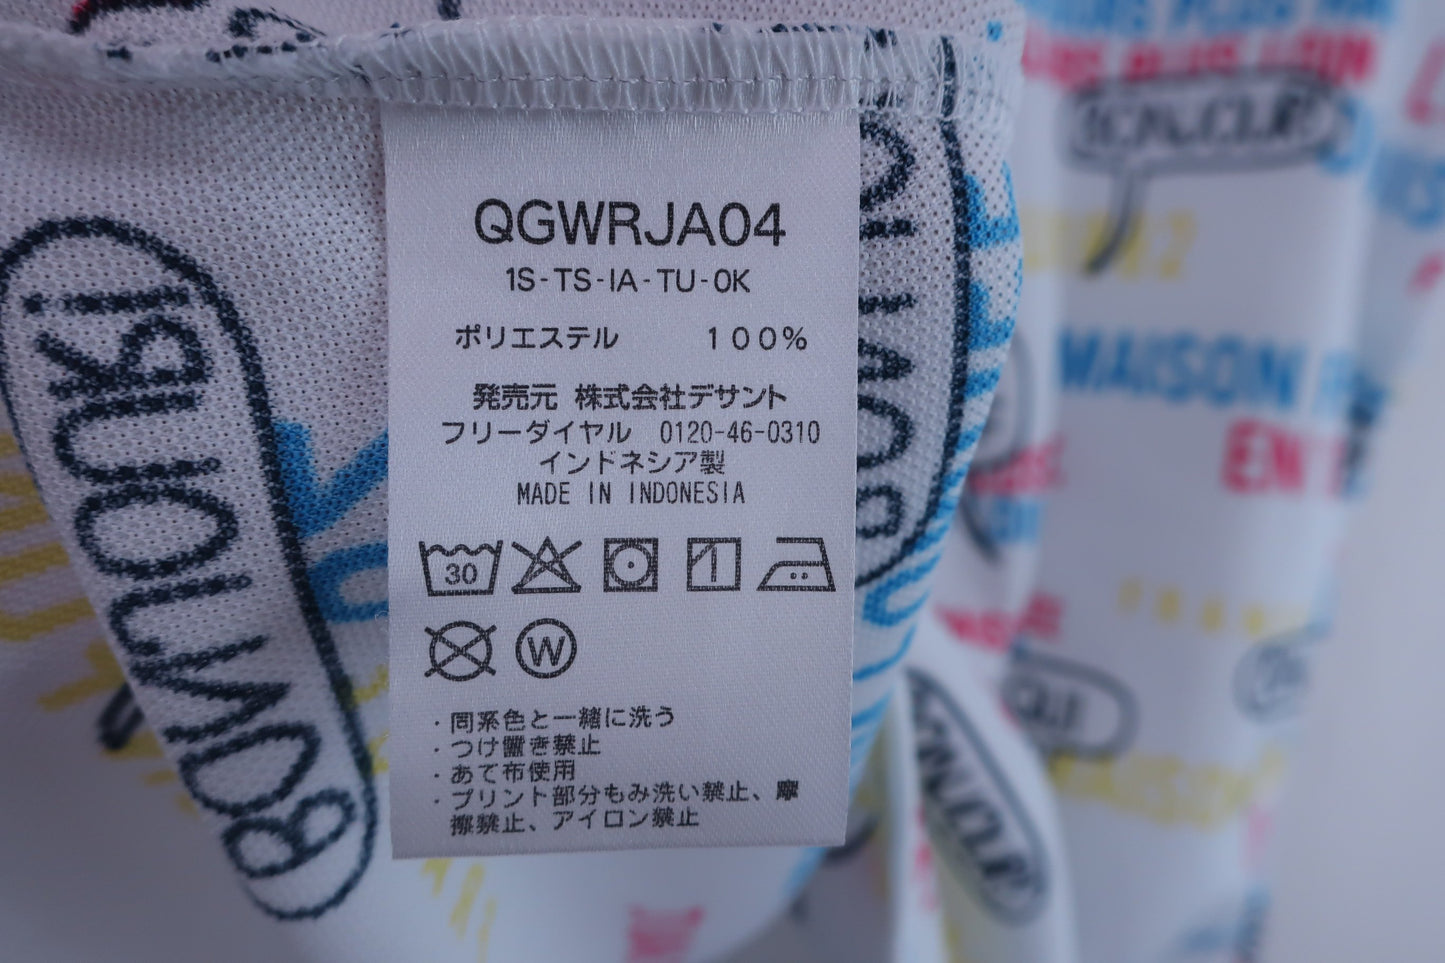 QGWRJA04
1S-TS-IA-TU-OK
ポリエステル 100%
発売元 株式会社デサント
フリーダイヤル 0120-46-0310
インドネシア製
MADE IN INDONESIA
30
W
・同系色と一緒に洗う
・つけ置き禁止
・あて布使用
・プリント部分もみ洗い禁止、摩
擦禁止、アイロン禁止
MAISON